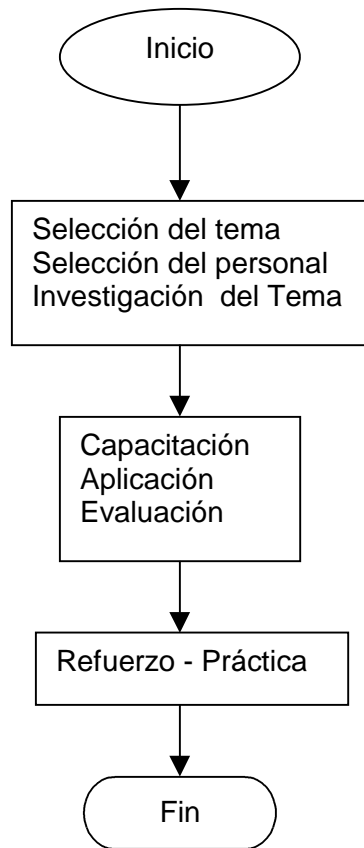 Inicio
Selección del tema
Selección del personal
Investigación  del Tema
Capacitación
Aplicación
Evaluación
Refuerzo - Práctica
Fin